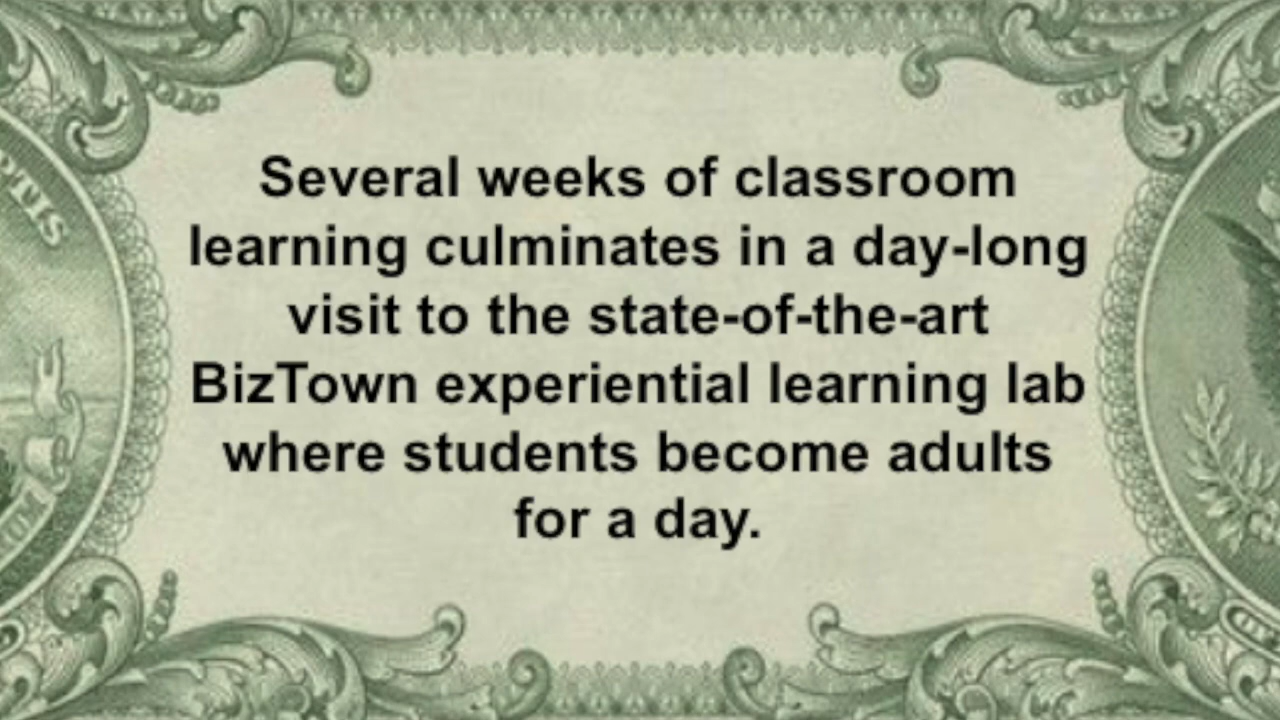 Several weeks of classroom
learning culminates in a day-long
visit to the state-of-the-art
BizTown experiential learning lab
where students become adults
for a day.